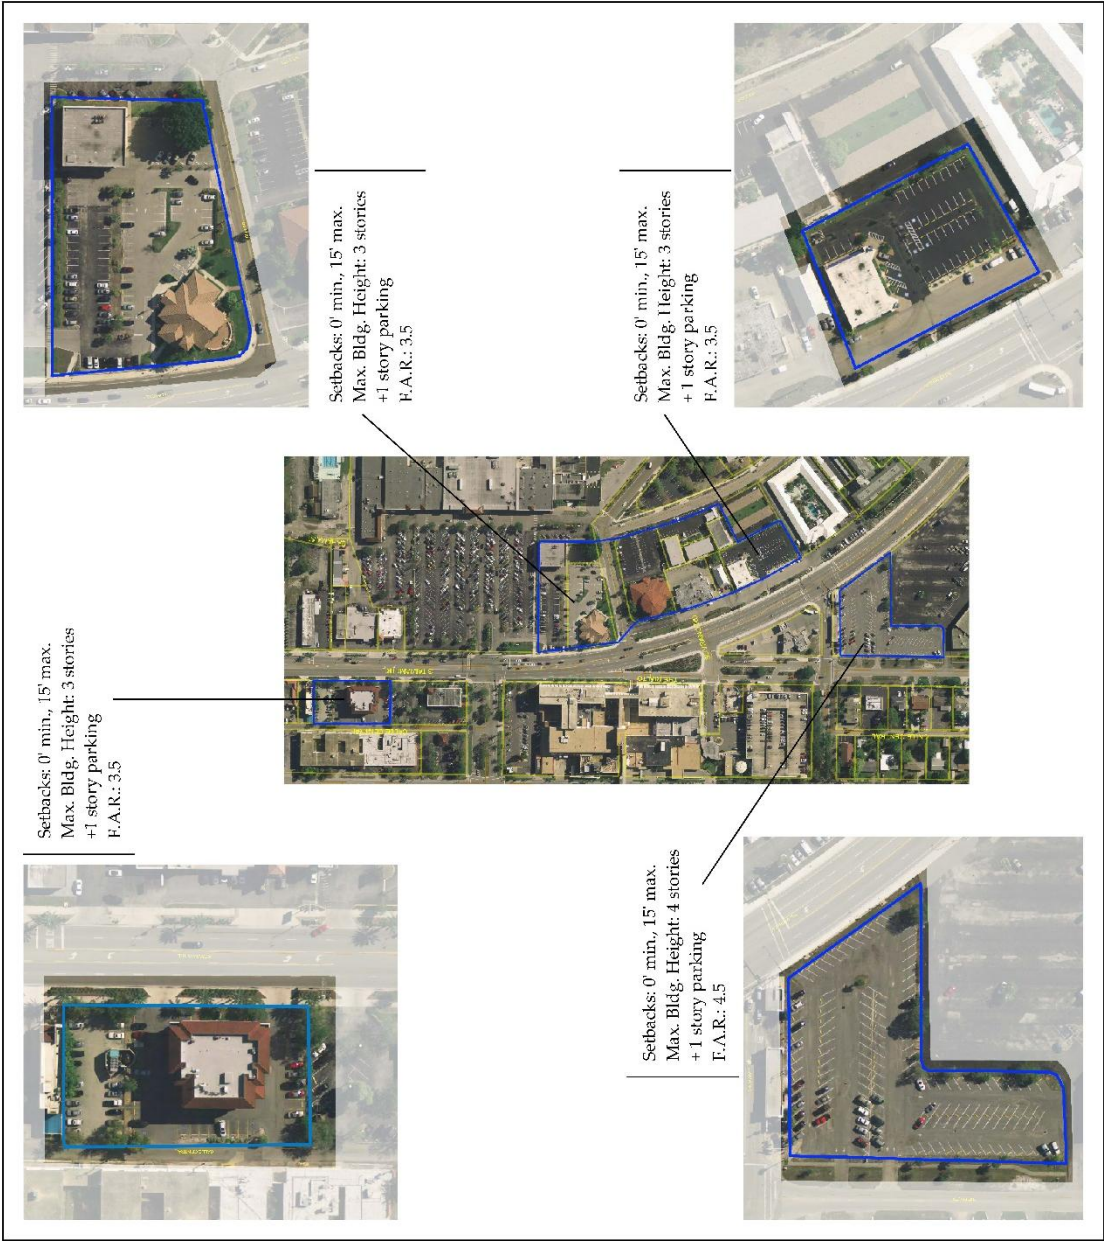 Setbacks: 0' min., 15' max.
Max. Bldg. Height: 3 stories
+1 story parking
F.A.R.: 3.5
Setbacks: 0' min., 15' max.
Max. Bldg. Height: 3 stories
+1 story parking
F.A.R.: 3.5
Setbacks: 0' min., 15' max.
Max. Bldg. Height: 3 stories
+1 story parking
F.A.R.: 3.5
Setbacks: 0' min., 15' max.
Max. Bldg. Height: 4 stories
+ 1 story parking
F.A.R.: 4.5
S TAMIAMI TRL